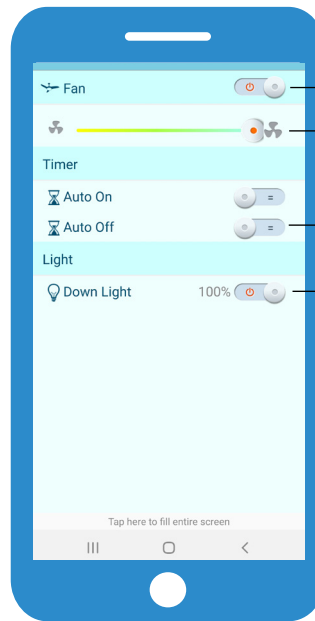 Fan
Timer
Auto On
Auto Off
Light
Down Light 100%
Tap here to fill entire screen